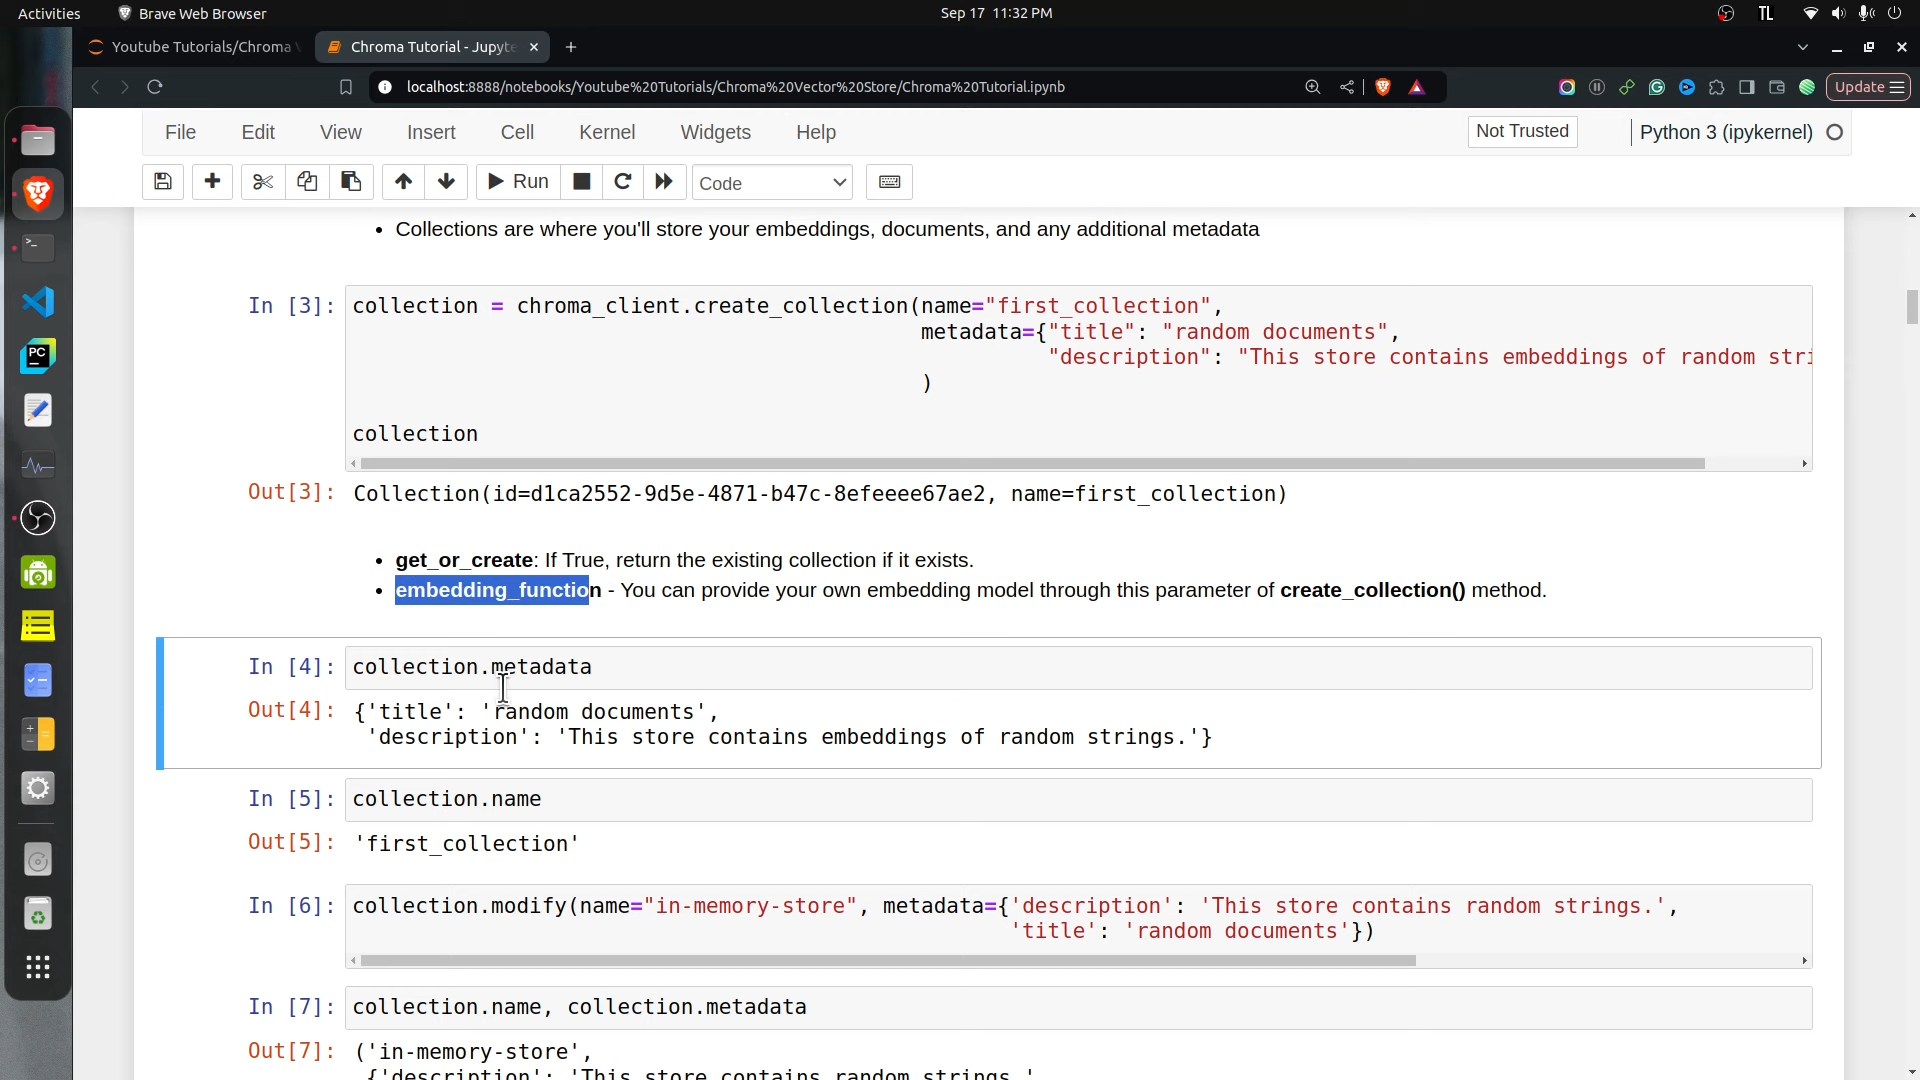 Activities
Brave Web Browser
Sep 17 11:32 PM
TL
Youtube Tutorials/Chroma
Chroma Tutorial - Jupyte
localhost:8888/notebooks/Youtube%20Tutorials/Chroma%20Vector%20Store/Chroma%20Tutorial.ipynb
Update
File Edit View Insert Cell Kernel Widgets Help
Not Trusted
Python 3 (ipykernel)
Run
Code
• Collections are where you'll store your embeddings, documents, and any additional metadata
In [3]: collection = chroma_client.create_collection(name="first_collection",
metadata={"title": "random documents",
"description": "This store contains embeddings of random stri
)
collection
Out[3]: Collection(id=d1ca2552-9d5e-4871-b47c-8efeeee67ae2, name=first_collection)
• get_or_create: If True, return the existing collection if it exists.
• embedding_function - You can provide your own embedding model through this parameter of create_collection() method.
In [4]: collection.metadata
Out[4]: {'title': 'random documents',
'description': 'This store contains embeddings of random strings.'}
In [5]: collection.name
Out[5]: 'first_collection'
In [6]: collection.modify(name="in-memory-store", metadata={'description': 'This store contains random strings.',
'title': 'random documents'})
In [7]: collection.name, collection.metadata
Out[7]: ('in-memory-store',
{'description': 'This store contains random strings.'